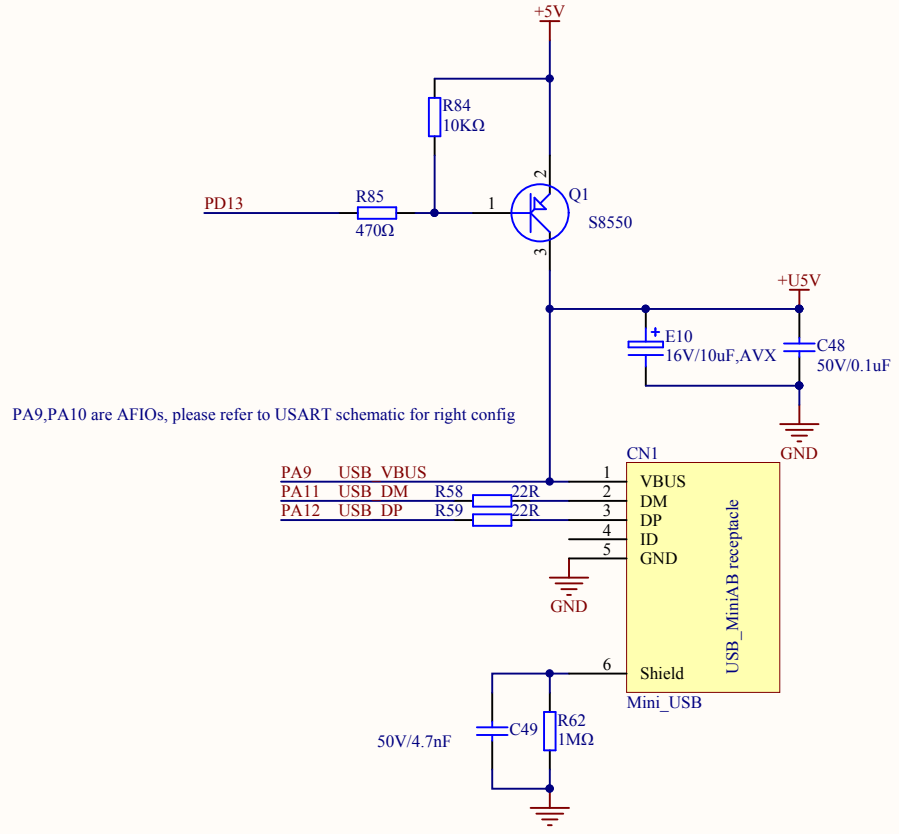 +5V
R84
10KΩ
2
Q1
PD13
R85
1
470Ω
S8550
3
+U5V
E10
16V/10uF,AVX
C48
50V/0.1uF
PA9,PA10 are AFIOs, please refer to USART schematic for right config
GND
CN1
PA9 USB_VBUS 1 VBUS
PA11 USB_DM R58 22R 2 DM
PA12 USB_DP R59 22R 3 DP
4 ID
5 GND
USB_MiniAB receptacle
GND
6 Shield
Mini_USB
50V/4.7nF
C49
R62
1MΩ